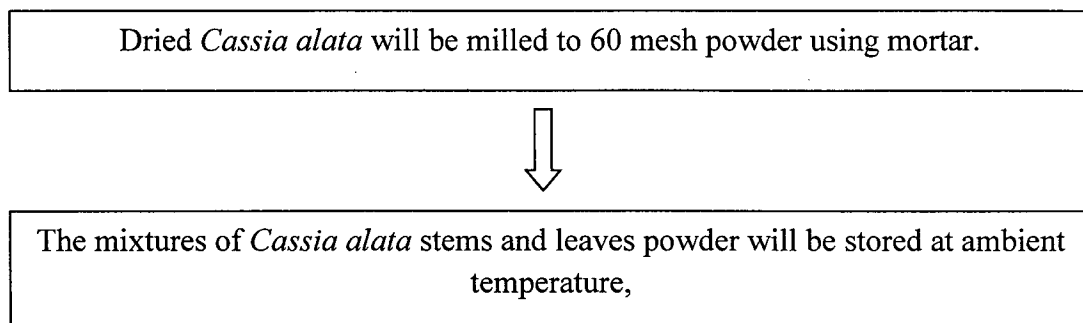 Dried Cassia alata will be milled to 60 mesh powder using mortar.
The mixtures of Cassia alata stems and leaves powder will be stored at ambient
temperature,